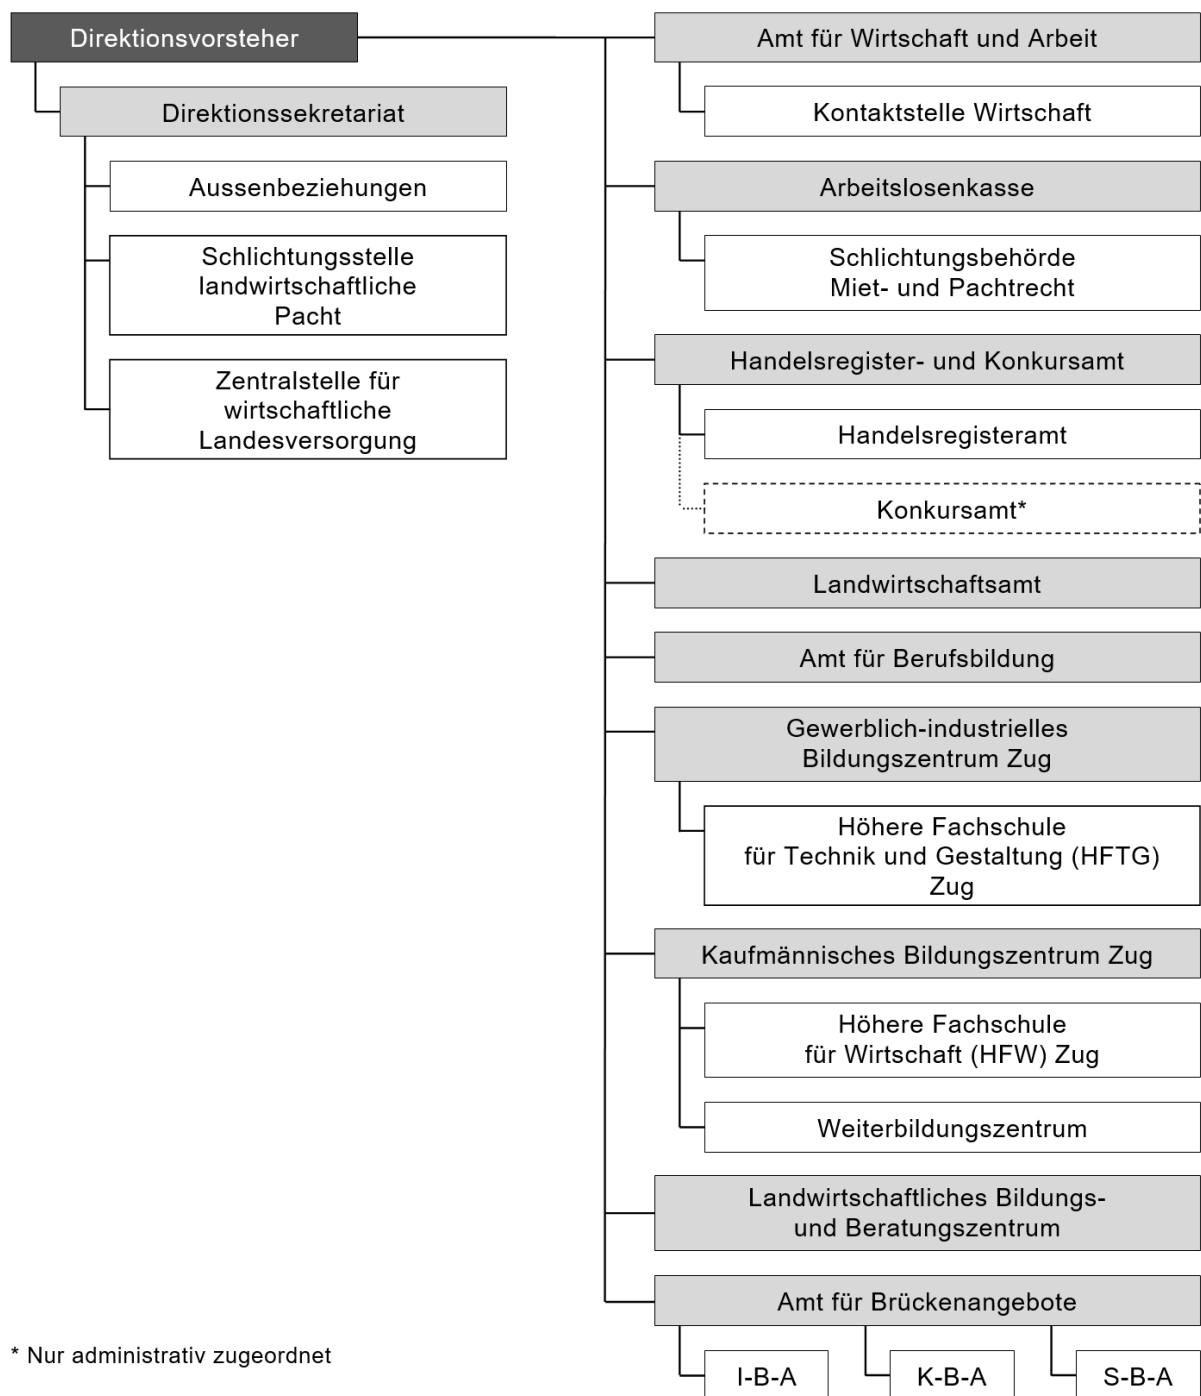 Direktionsvorsteher
Direktionssekretariat
Aussenbeziehungen
Schlichtungsstelle
landwirtschaftliche
Pacht
Zentralstelle für
wirtschaftliche
Landesversorgung
Amt für Wirtschaft und Arbeit
Kontaktstelle Wirtschaft
Arbeitslosenkasse
Schlichtungsbehörde
Miet- und Pachtrecht
Handelsregister- und Konkursamt
Handelsregisteramt
Konkursamt*
Landwirtschaftsamt
Amt für Berufsbildung
Gewerblich-industrielles
Bildungszentrum Zug
Höhere Fachschule
für Technik und Gestaltung (HFTG)
Zug
Kaufmännisches Bildungszentrum Zug
Höhere Fachschule
für Wirtschaft (HFW) Zug
Weiterbildungszentrum
Landwirtschaftliches Bildungs-
und Beratungszentrum
Amt für Brückenangebote
I-B-A
K-B-A
S-B-A
* Nur administrativ zugeordnet